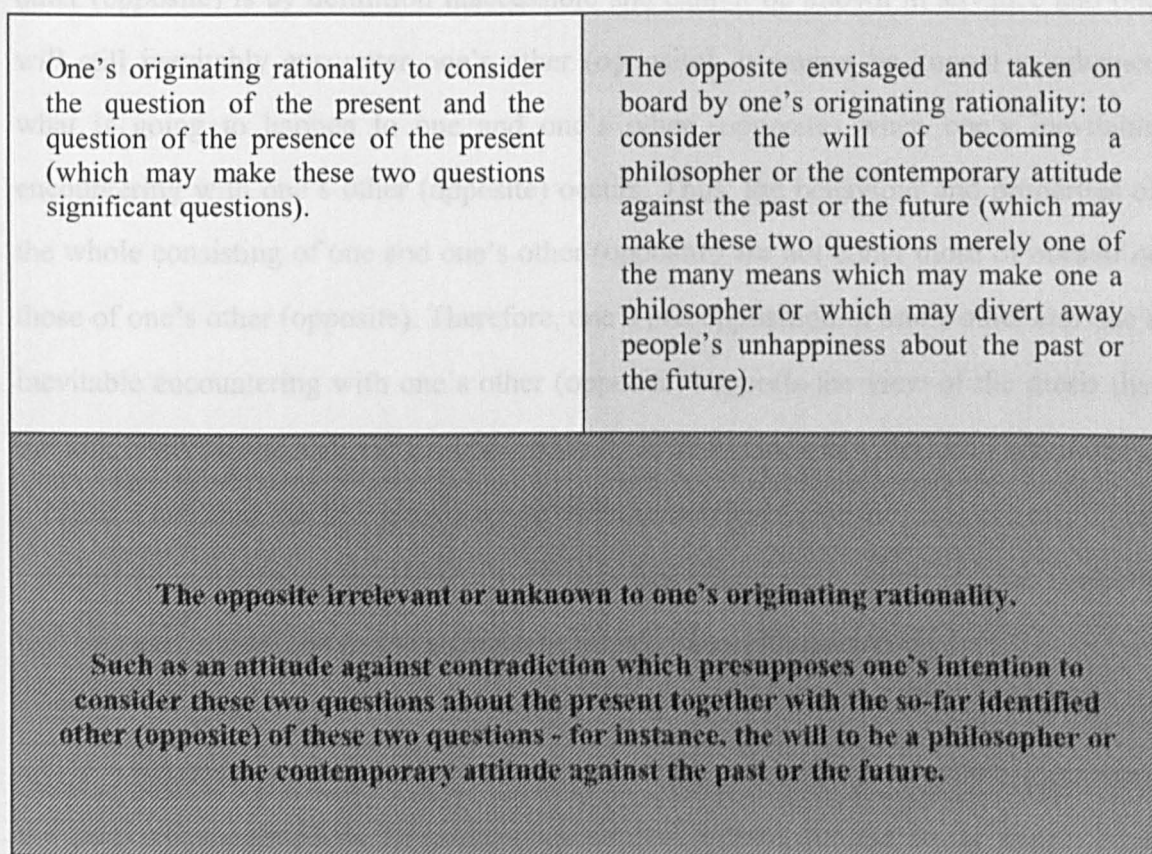 One's originating rationality to consider
the question of the present and the
question of the presence of the present
(which may make these two questions
significant questions).
The opposite envisaged and taken on
board by one's originating rationality: to
consider the will of becoming a
philosopher or the contemporary attitude
against the past or the future (which may
make these two questions merely one of
the many means which may make one a
philosopher or which may divert away
people's unhappiness about the past or
the future).
The opposite irrelevant or unknown to one's originating rationality.
Such as an attitude against contradiction which presupposes one's intention to
consider these two questions about the present together with the so-far identified
other (opposite) of these two questions - for instance, the will to be a philosopher or
the contemporary attitude against the past or the future.